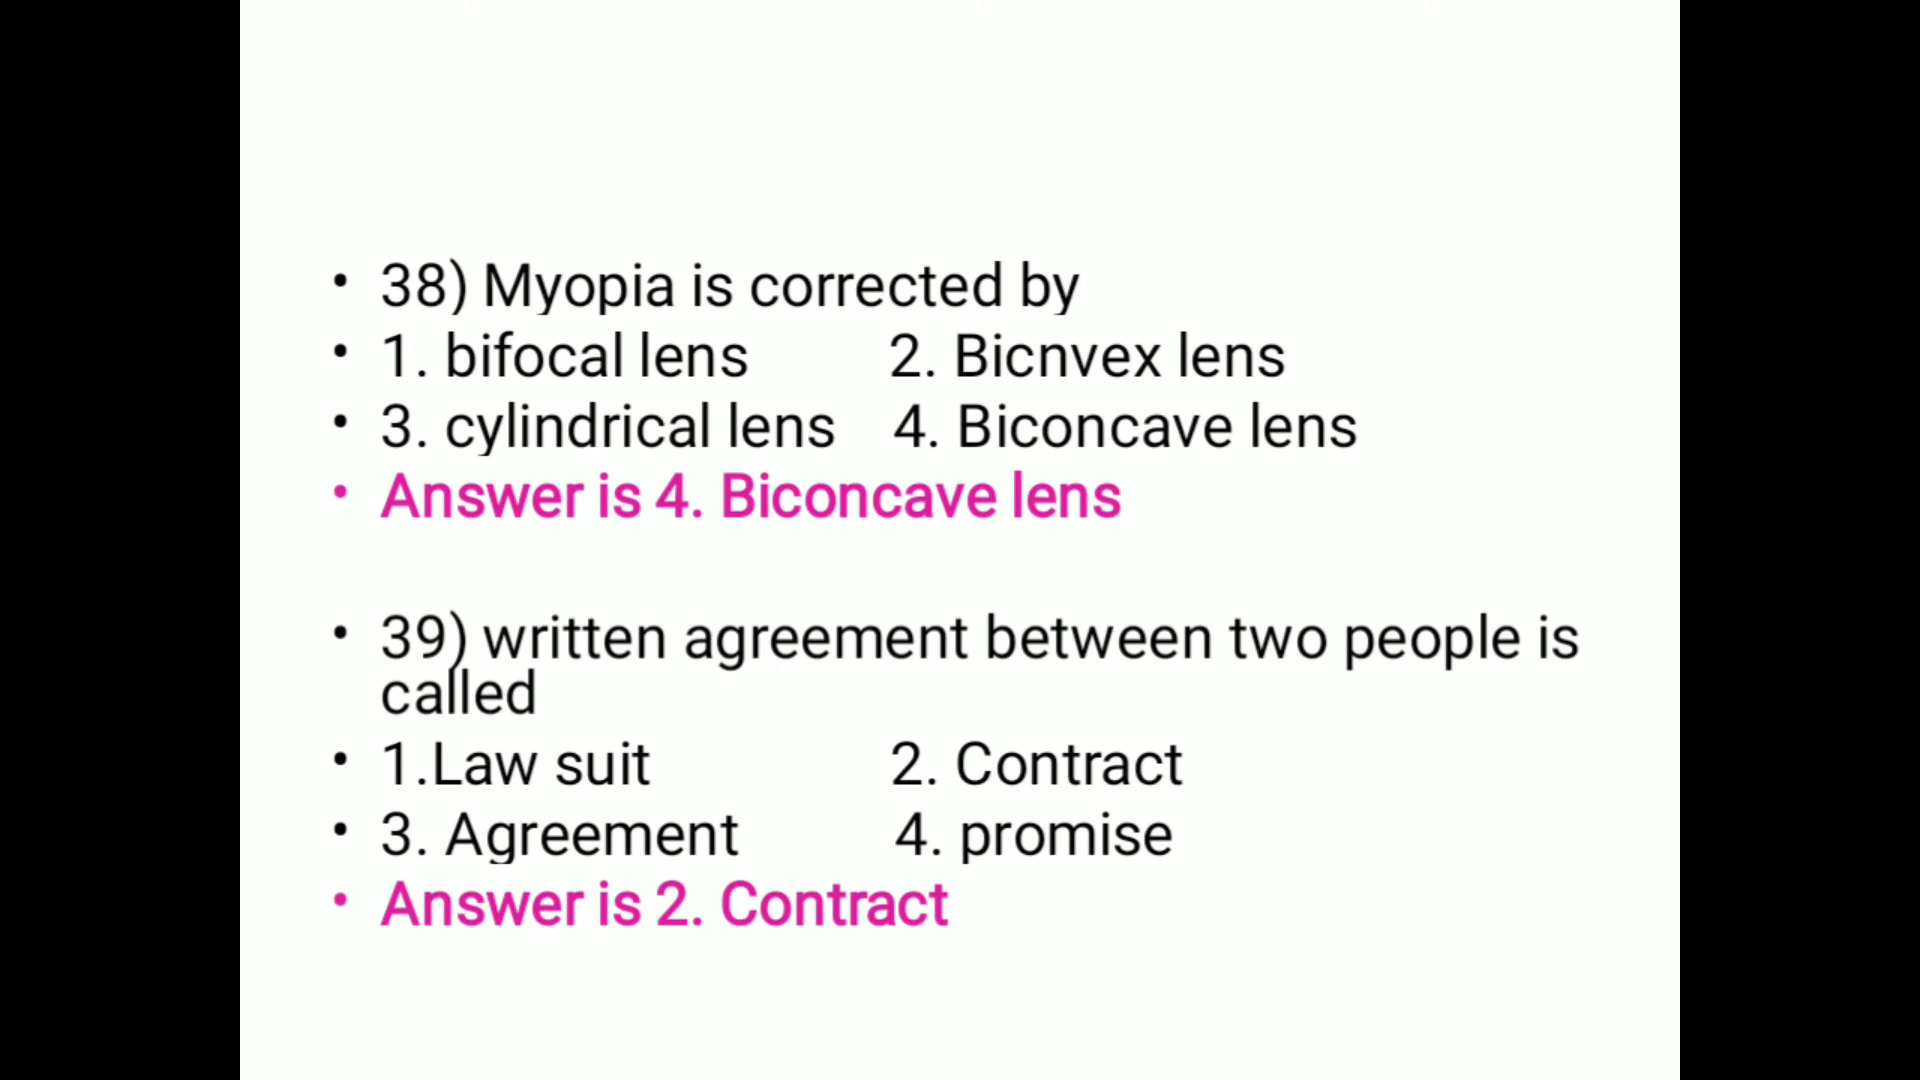 • 38) Myopia is corrected by
• 1. bifocal lens 2. Bicnvex lens
• 3. cylindrical lens 4. Biconcave lens
• Answer is 4. Biconcave lens
• 39) written agreement between two people is
called
• 1.Law suit 2. Contract
• 3. Agreement 4. promise
• Answer is 2. Contract